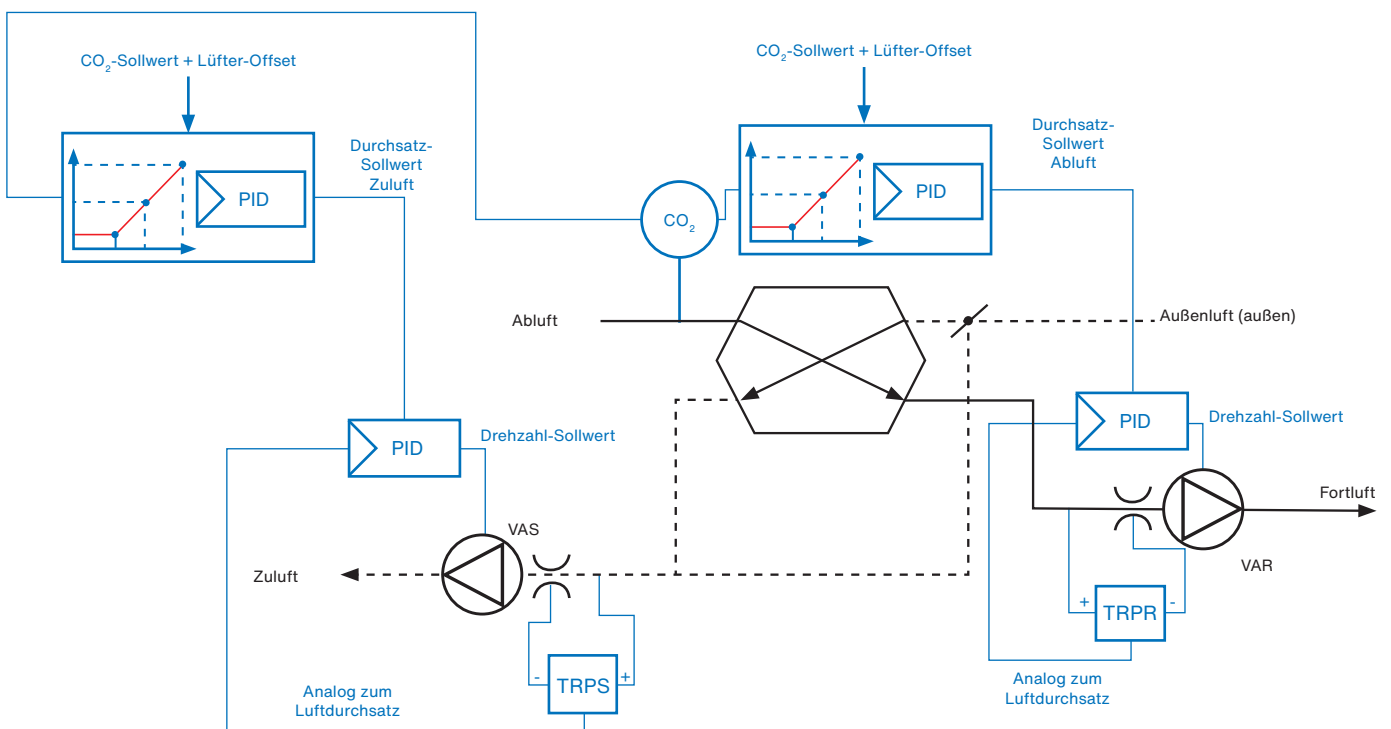 CO₂-Sollwert + Lüfter-Offset
CO₂-Sollwert + Lüfter-Offset
Durchsatz-
Sollwert
Zuluft
PID
Durchsatz-
Sollwert
Abluft
PID
CO₂
Abluft
Außenluft (außen)
PID
Drehzahl-Sollwert
PID
Drehzahl-Sollwert
VAS
Zuluft
Fortluft
VAR
+
TRPR
-
-
TRPS
+
Analog zum
Luftdurchsatz
Analog zum
Luftdurchsatz